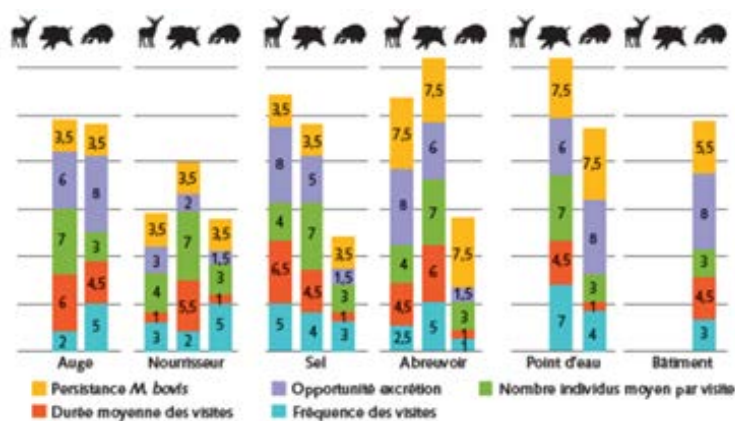 3,5 3,5 3,5 3,5 3,5 3,5 3,5 3,5 7,5 7,5 7,5 7,5 7,5 5,5
6 8 3 2 1,5 8 5 1,5 8 6 1,5 6 8 8
7 3 4 7 3 4 7 3 4 7 3 7 3 3
6 4,5 1 5,5 1 6,5 4,5 1 4,5 6 1 4,5 1 4,5
2 5 3 2 5 5 4 3 2,5 5 1 7 4 3
Auge Nourrisseur Sel Abreuvoir Point d'eau Bâtiment
Persistance M. bovis Opportunité excrétion Nombre individus moyen par visite
Durée moyenne des visites Fréquence des visites